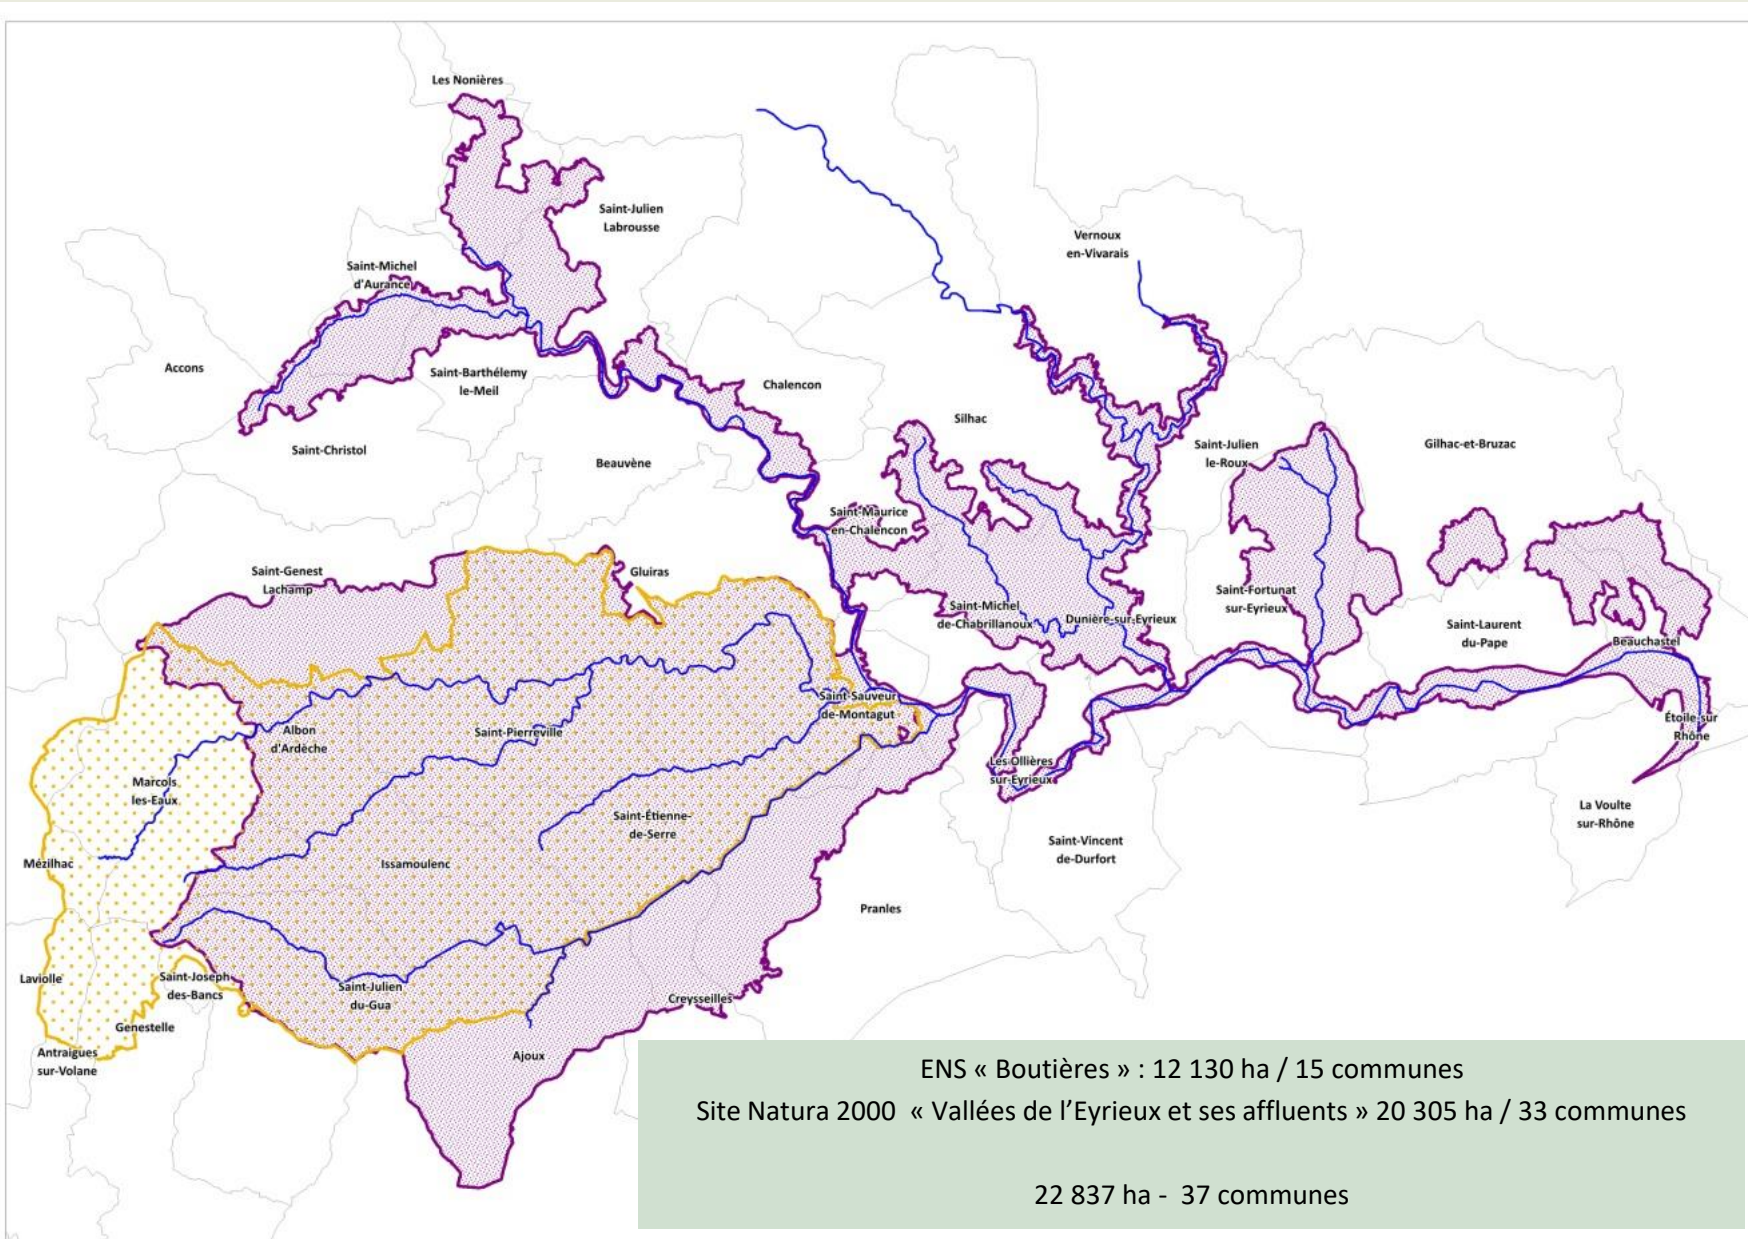 Les Nonières
Saint-Julien
Labrousse
Vernoux
en-Vivarais
Saint-Michel
d'Aurance
Accons
Saint-Barthélemy
le-Meil
Chalencon
Silhac
Saint-Christol
Beauvène
Saint-Julien
le-Roux
Gilhac-et-Bruzac
Saint-Maurice
en-Chalencon
Saint-Genest
Lachamp
Gluiras
Saint-Michel
de-Chabrillanoux
Dunière-sur-Eyrieux
Saint-Fortunat
sur-Eyrieux
Saint-Laurent
du-Pape
Beauchastel
Saint-Sauveur
de-Montagut
Albon
d'Ardèche
Saint-Pierreville
Étoile-sur
Rhône
Marcols
les-Eaux
Les Ollières
sur-Eyrieux
Saint-Étienne-
de-Serre
La Voulte
sur-Rhône
Saint-Vincent
de-Durfort
Mézilhac
Issamoulenc
Pranles
Laviolle
Saint-Joseph
des-Bancs
Saint-Julien
du-Gua
Creysseilles
Genestelle
Antraigues
sur-Volane
Ajoux
ENS « Boutières » : 12 130 ha / 15 communes
Site Natura 2000 « Vallées de l'Eyrieux et ses affluents » 20 305 ha / 33 communes
22 837 ha - 37 communes